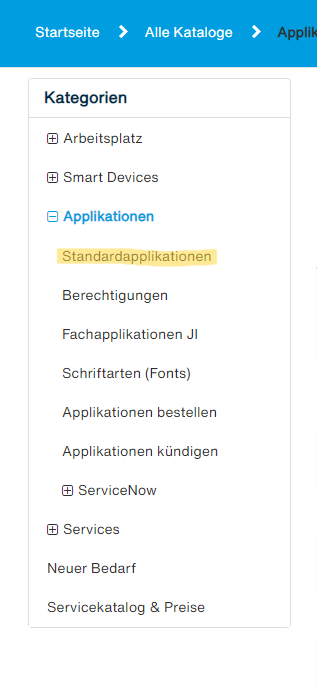 Startseite > Alle Kataloge >
Kategorien
Arbeitsplatz
Smart Devices
Applikationen
Standardapplikationen
Berechtigungen
Fachapplikationen JI
Schriftarten (Fonts)
Applikationen bestellen
Applikationen kündigen
ServiceNow
Services
Neuer Bedarf
Servicekatalog & Preise